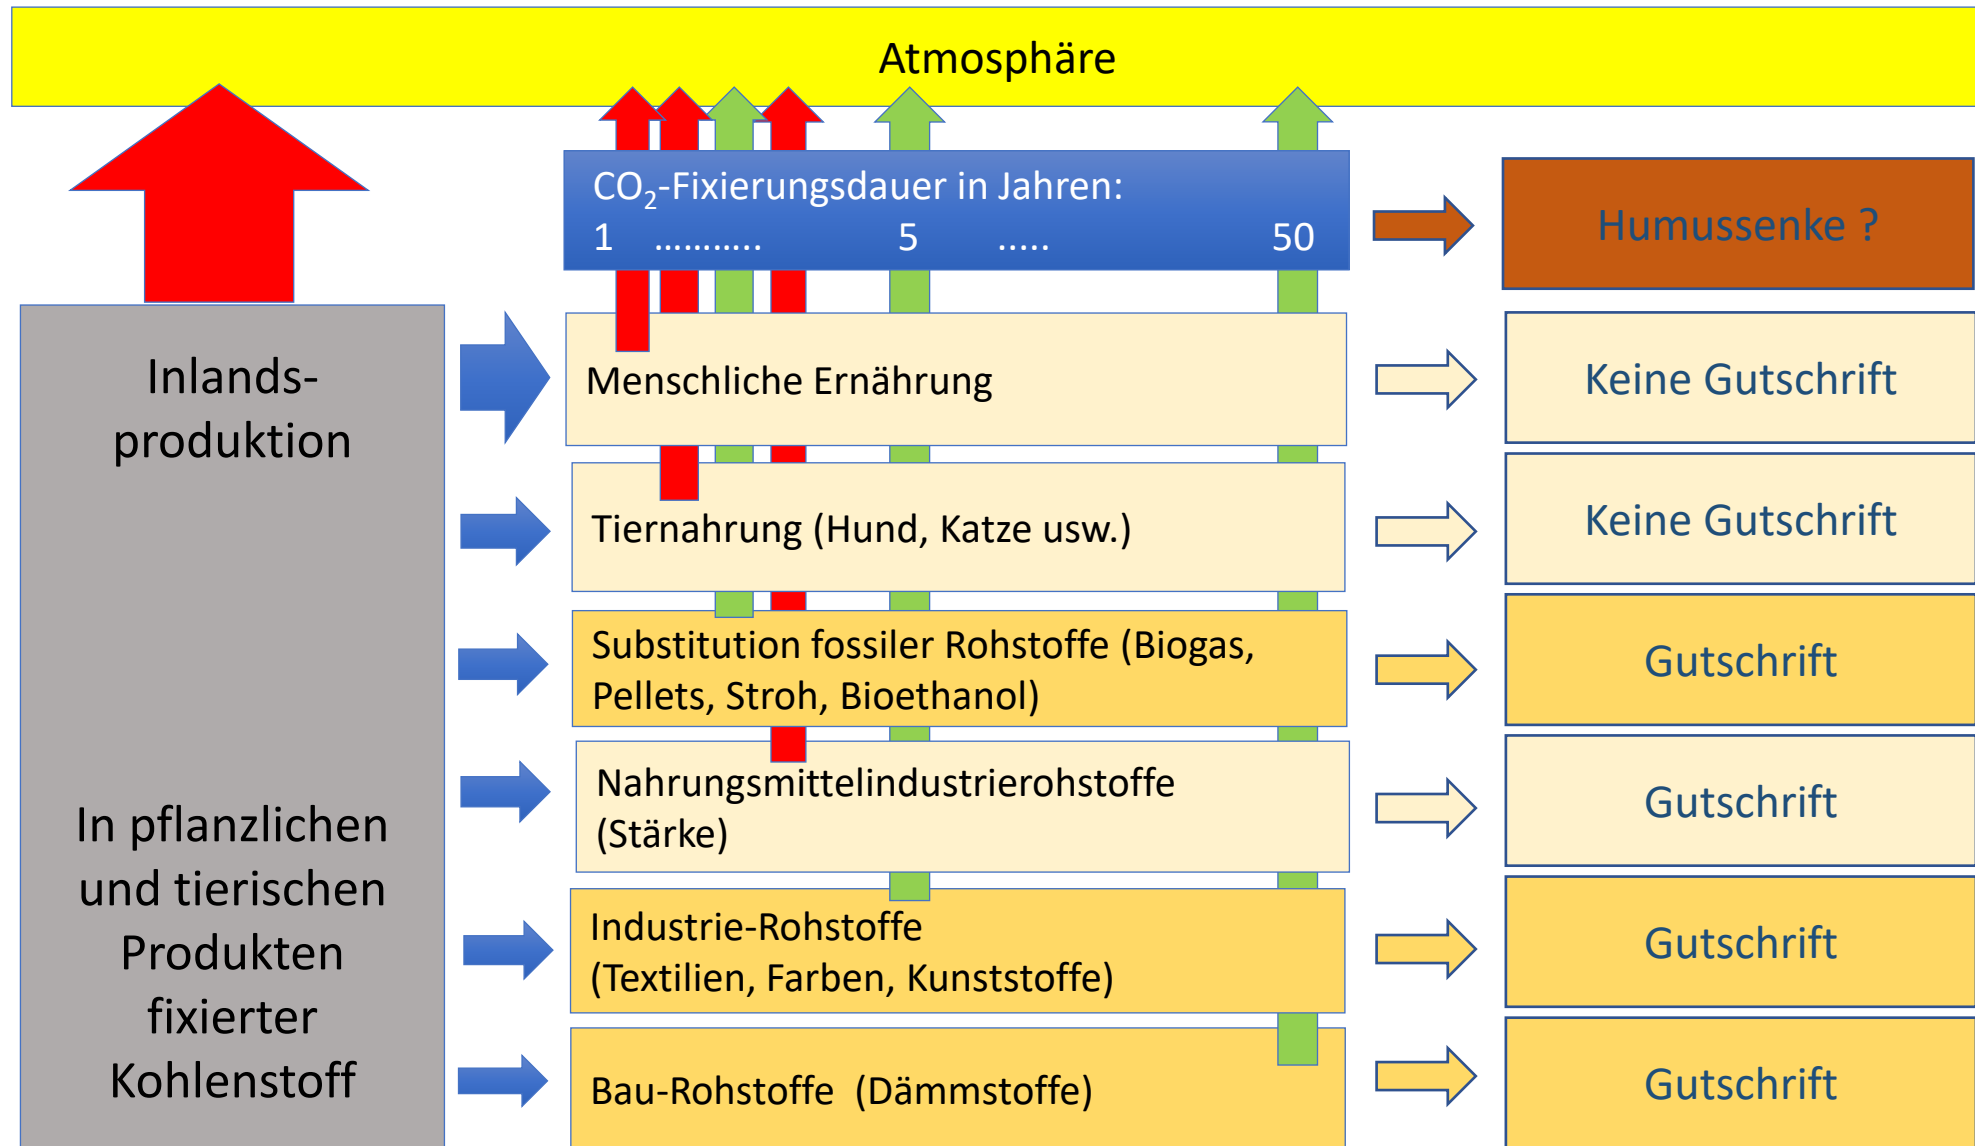 Atmosphäre
CO₂-Fixierungsdauer in Jahren:
1 ……….. 5 ..... 50
Humussenke ?
Inlands-
produktion
In pflanzlichen
und tierischen
Produkten
fixierter
Kohlenstoff
Menschliche Ernährung
Keine Gutschrift
Tiernahrung (Hund, Katze usw.)
Keine Gutschrift
Substitution fossiler Rohstoffe (Biogas,
Pellets, Stroh, Bioethanol)
Gutschrift
Nahrungsmittelindustrierohstoffe
(Stärke)
Gutschrift
Industrie-Rohstoffe
(Textilien, Farben, Kunststoffe)
Gutschrift
Bau-Rohstoffe (Dämmstoffe)
Gutschrift